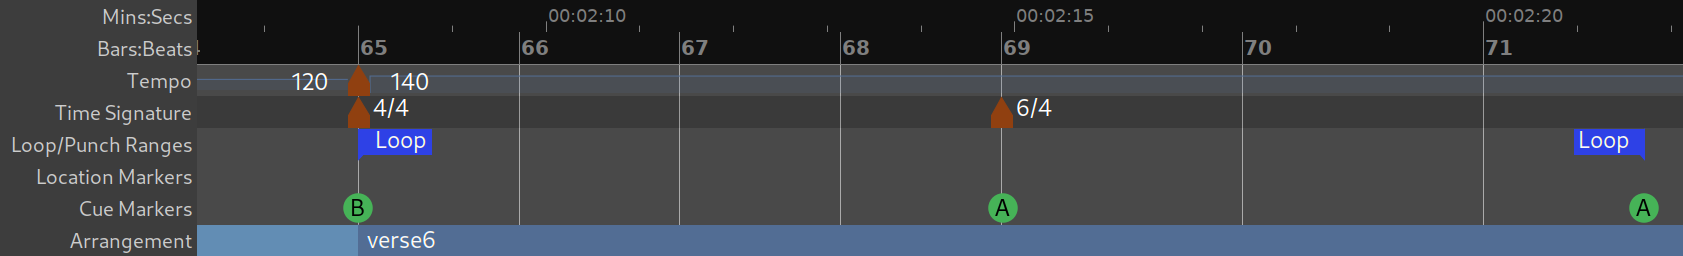 Mins:Secs 00:02:10 00:02:15 00:02:20
Bars:Beats 65 66 67 68 69 70 71
Tempo 120 140
Time Signature 4/4 6/4
Loop/Punch Ranges Loop Loop
Location Markers
Cue Markers B A A
Arrangement verse6